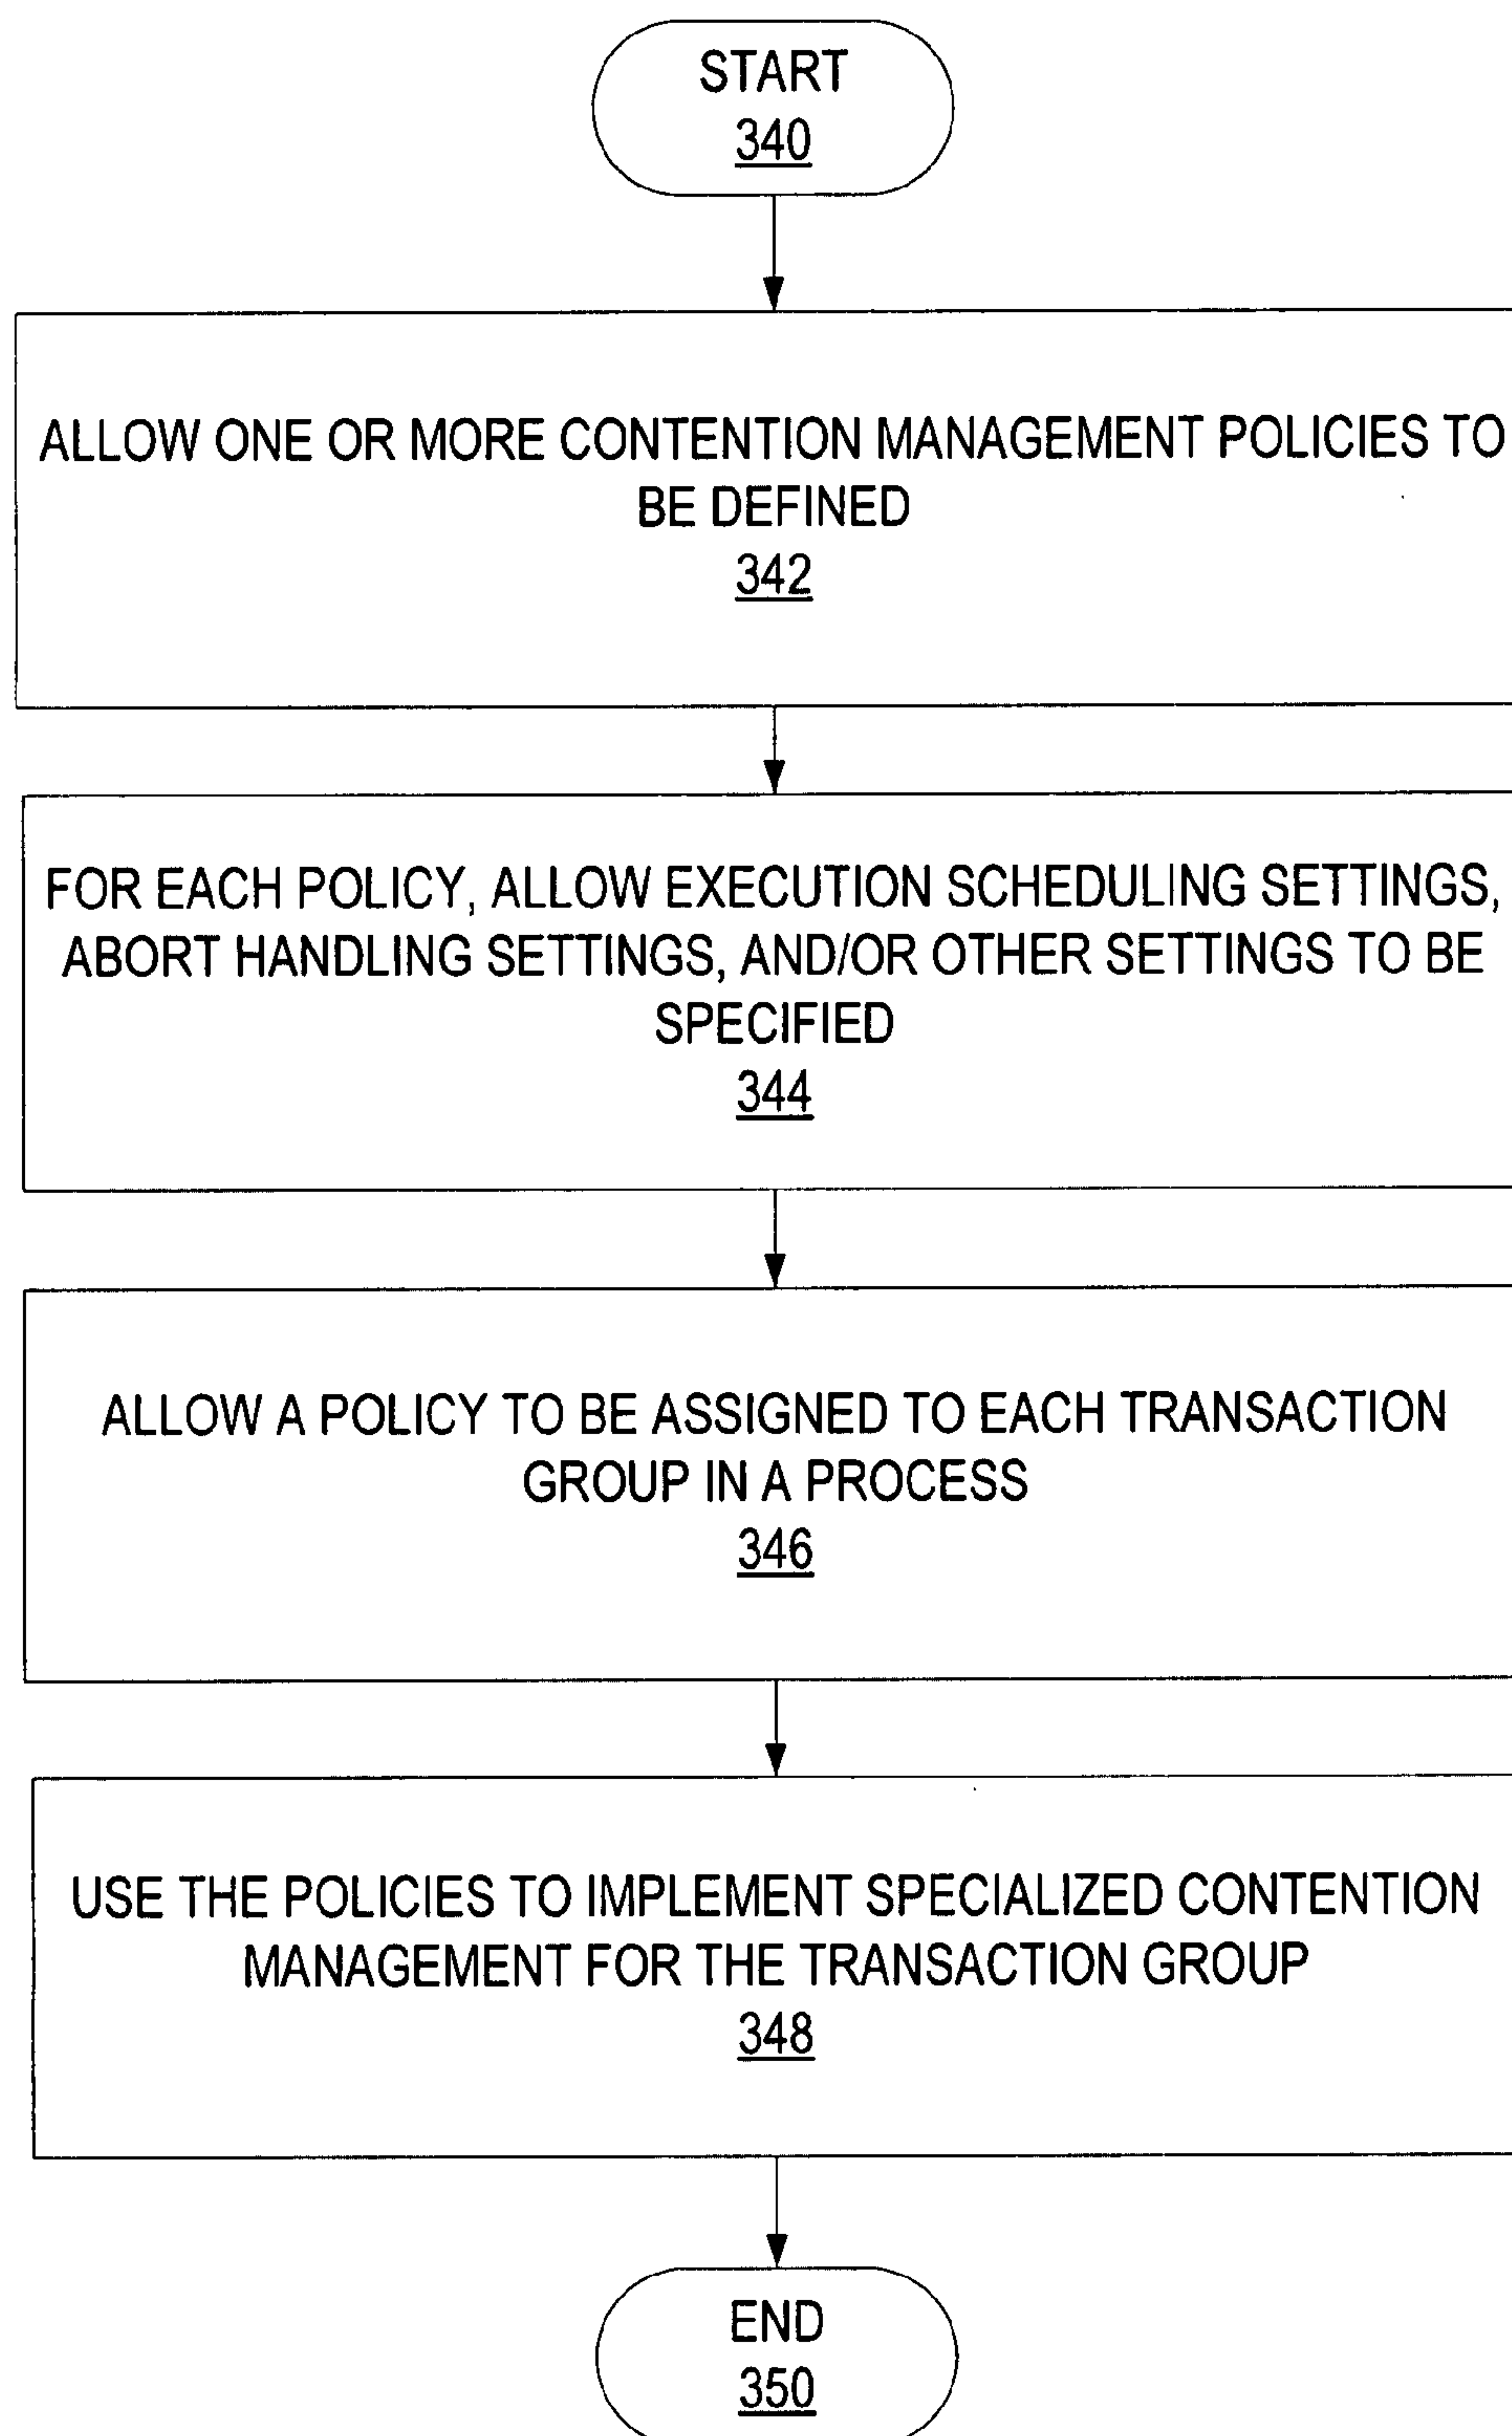 START
340
ALLOW ONE OR MORE CONTENTION MANAGEMENT POLICIES TO
BE DEFINED
342
FOR EACH POLICY, ALLOW EXECUTION SCHEDULING SETTINGS,
ABORT HANDLING SETTINGS, AND/OR OTHER SETTINGS TO BE
SPECIFIED
344
ALLOW A POLICY TO BE ASSIGNED TO EACH TRANSACTION
GROUP IN A PROCESS
346
USE THE POLICIES TO IMPLEMENT SPECIALIZED CONTENTION
MANAGEMENT FOR THE TRANSACTION GROUP
348
END
350